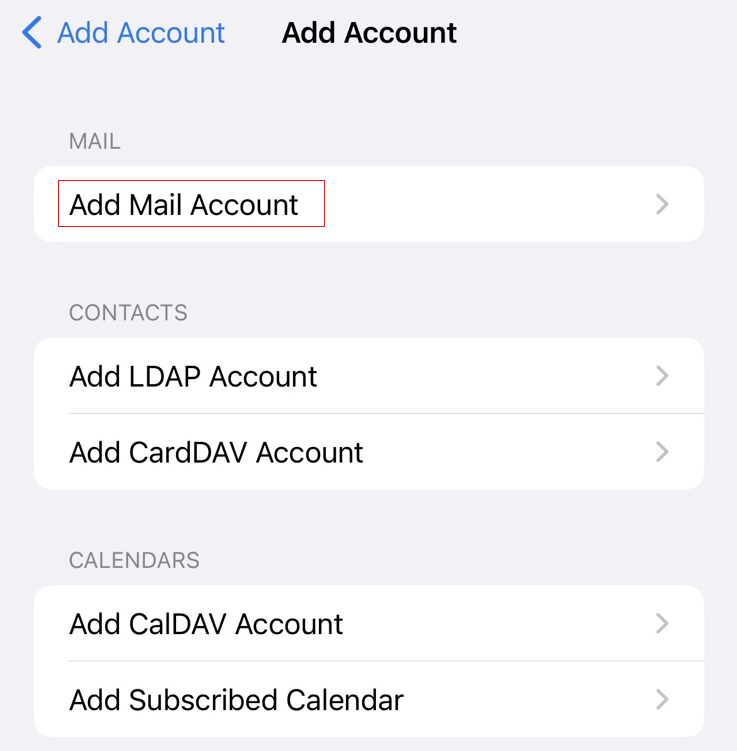 Add Account Add Account
MAIL
Add Mail Account
CONTACTS
Add LDAP Account
Add CardDAV Account
CALENDARS
Add CalDAV Account
Add Subscribed Calendar